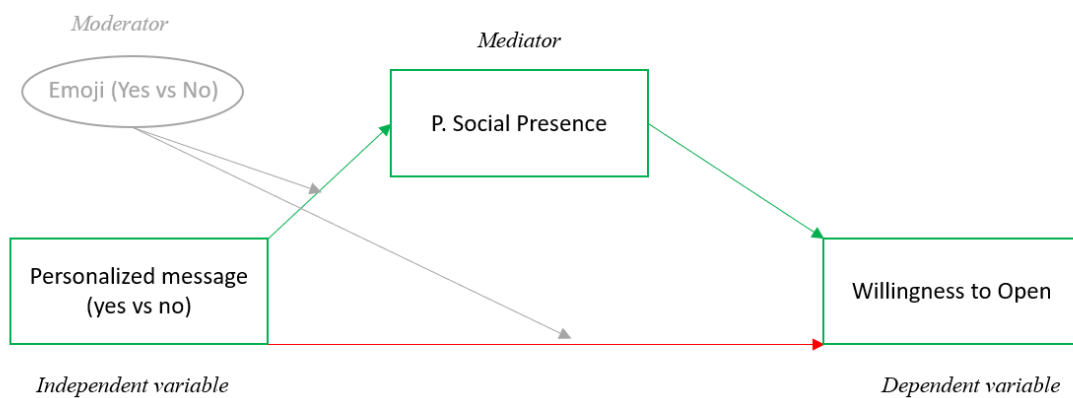 Moderator
Mediator
Emoji (Yes vs No)
P. Social Presence
Personalized message
(yes vs no)
Willingness to Open
Independent variable
Dependent variable